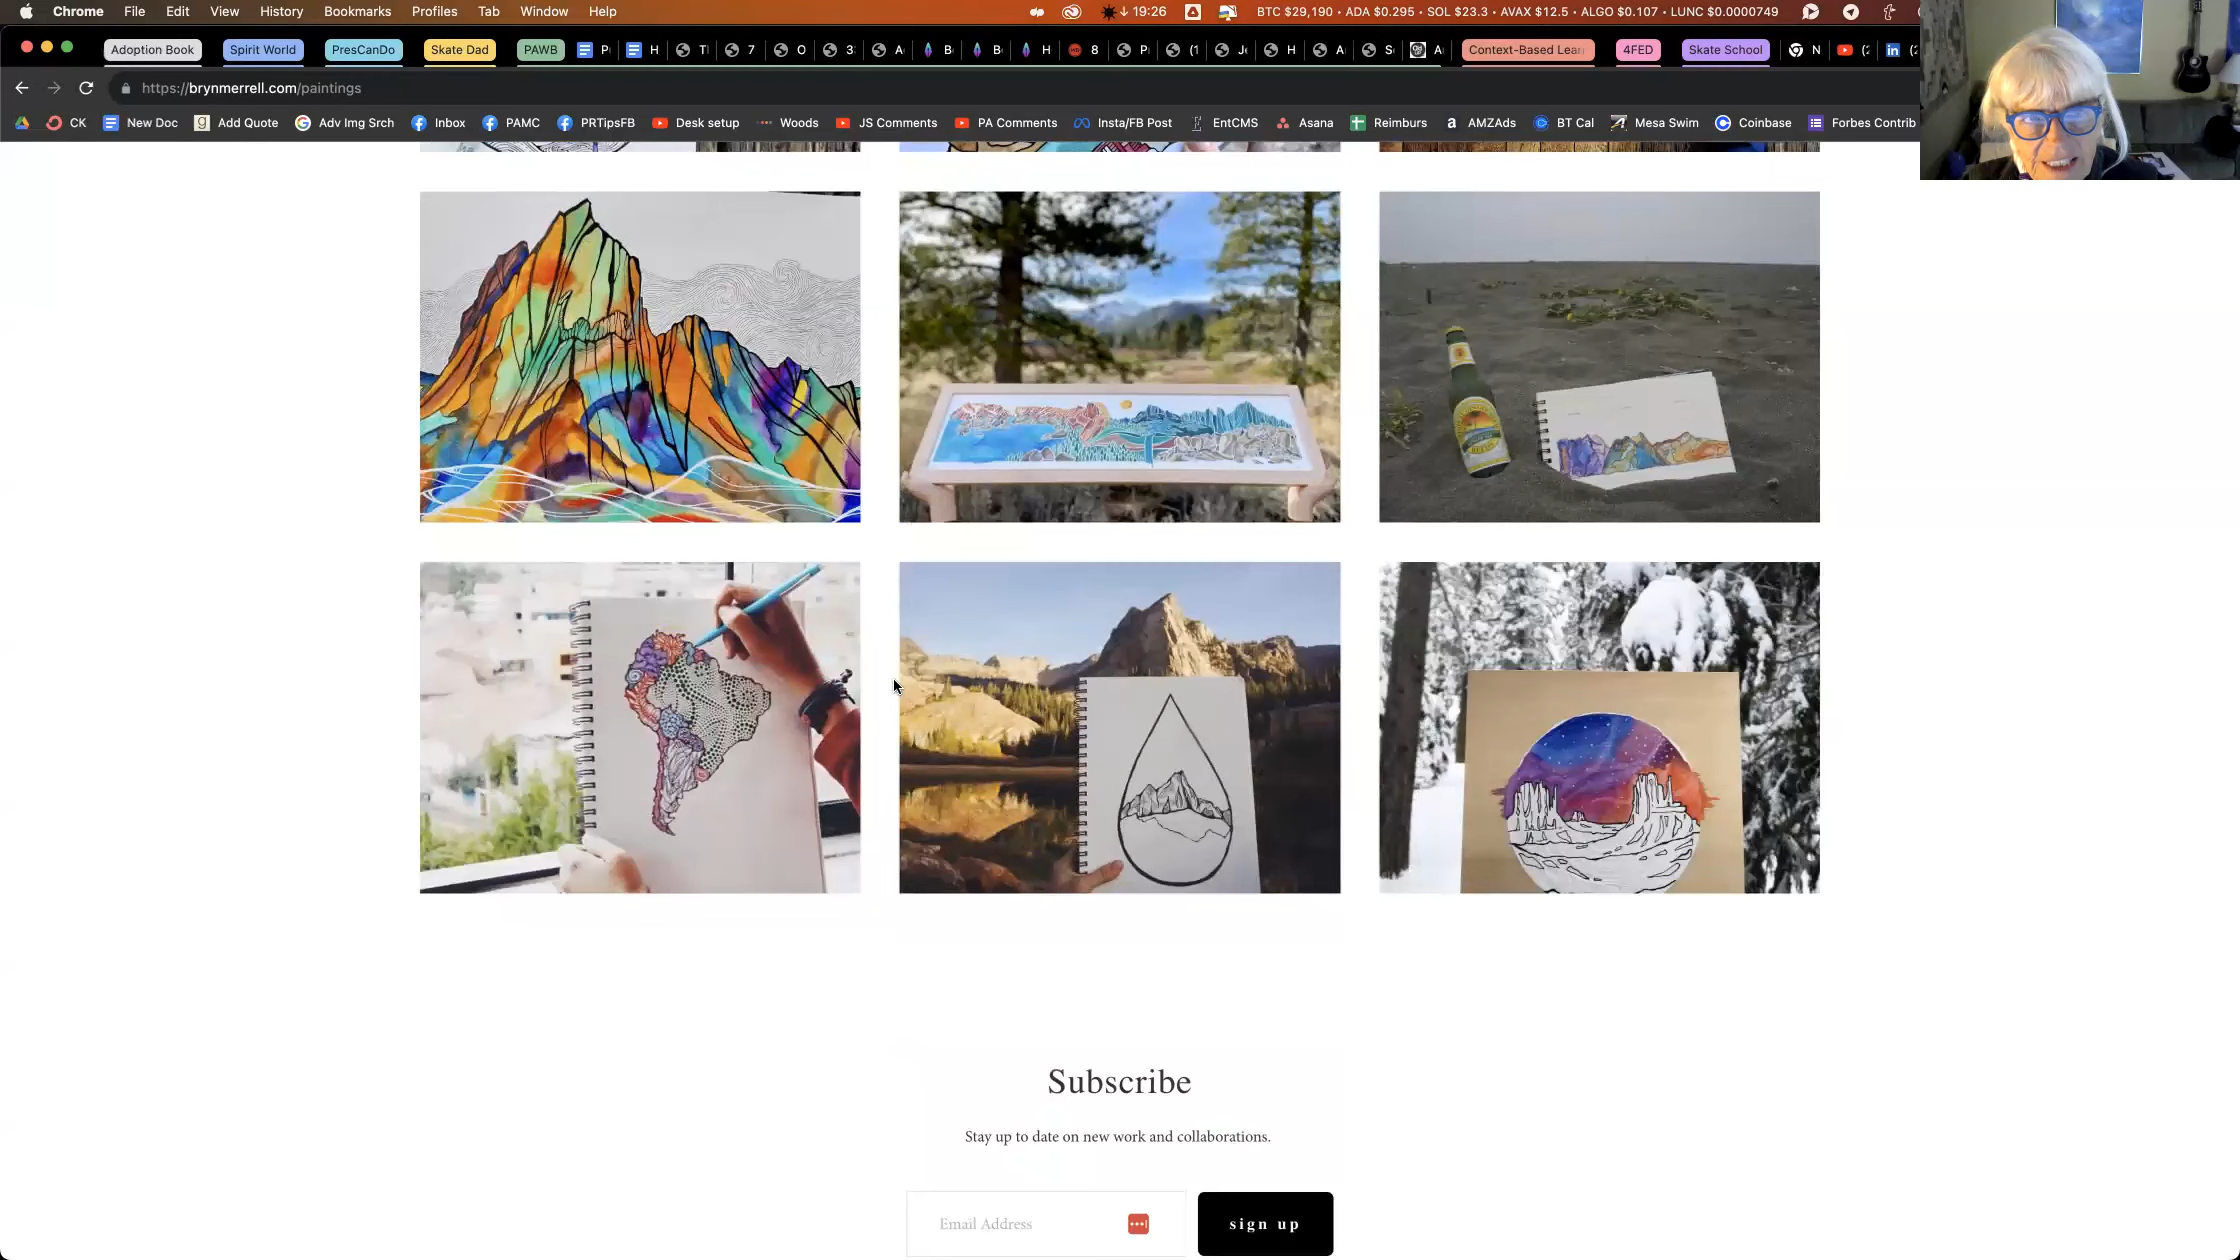 Chrome File Edit View History Bookmarks Profiles Tab Window Help 19:26 BTC $29,190 • ADA $0.295 • SOL $23.3 • AVAX $12.5 • ALGO $0.107 • LUNC $0.0000749
Adoption Book Spirit World PresCanDo Skate Dad PAWB Context-Based Lear 4FED Skate School
https://brynmerrell.com/paintings
CK New Doc Add Quote Adv Img Srch Inbox PAMC PRTipsFB Desk setup Woods JS Comments PA Comments Insta/FB Post EntCMS Asana Reimburs AMZAds BT Cal Mesa Swim Coinbase Forbes Contrib
Subscribe
Stay up to date on new work and collaborations.
Email Address
sign up